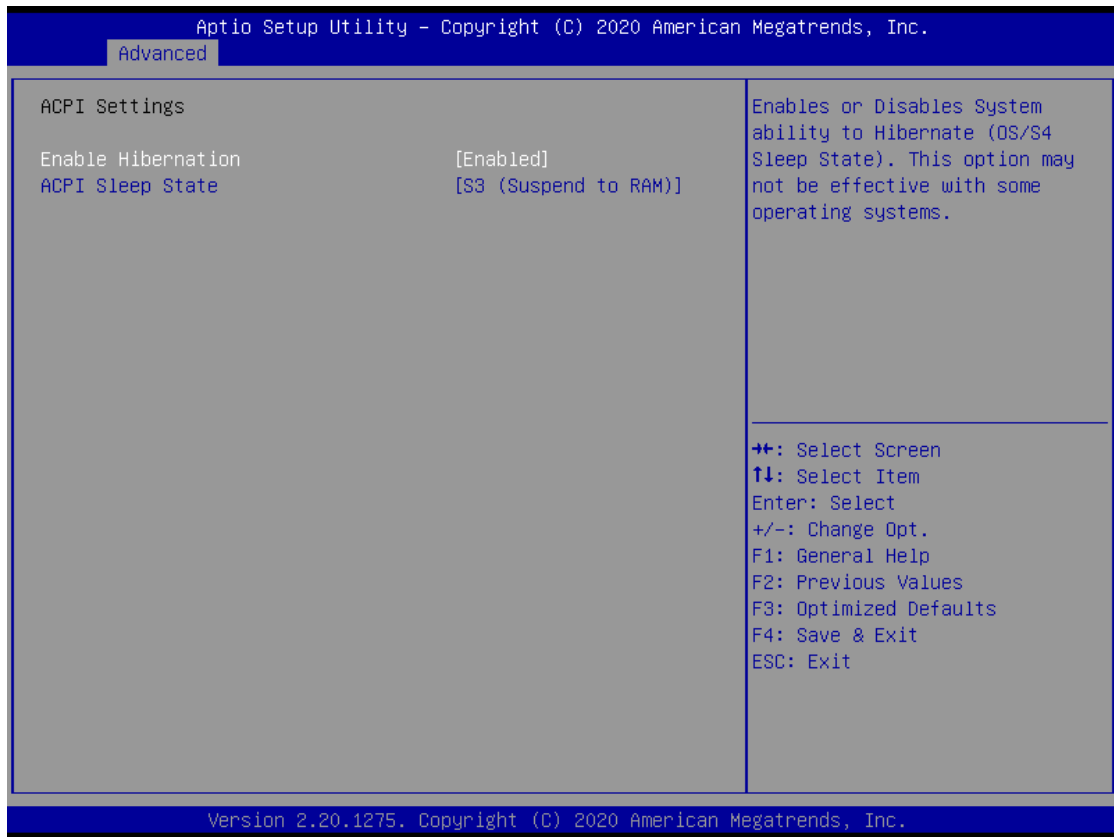 Aptio Setup Utility – Copyright (C) 2020 American Megatrends, Inc.
Advanced
ACPI Settings
Enable Hibernation [Enabled]
ACPI Sleep State [S3 (Suspend to RAM)]
Enables or Disables System
ability to Hibernate (OS/S4
Sleep State). This option may
not be effective with some
operating systems.
→←: Select Screen
↑↓: Select Item
Enter: Select
+/-: Change Opt.
F1: General Help
F2: Previous Values
F3: Optimized Defaults
F4: Save & Exit
ESC: Exit
Version 2.20.1275. Copyright (C) 2020 American Megatrends, Inc.